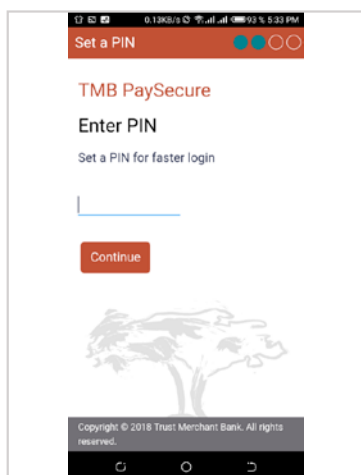 0.13KB/s 93 % 5:33 PM
Set a PIN
TMB PaySecure
Enter PIN
Set a PIN for faster login
Continue
Copyright © 2018 Trust Merchant Bank. All rights
reserved.